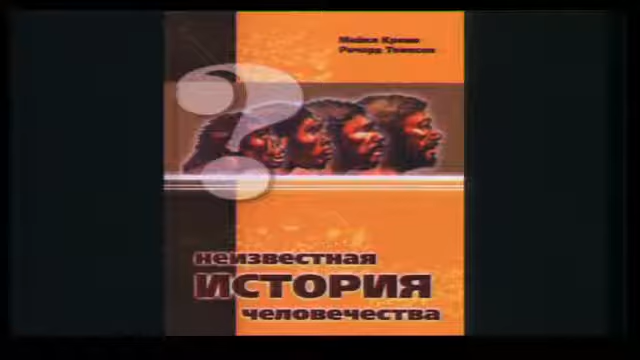 Майкл Кремо
Ричард Томпсон
?
неизвестная
ИСТОРИЯ
человечества